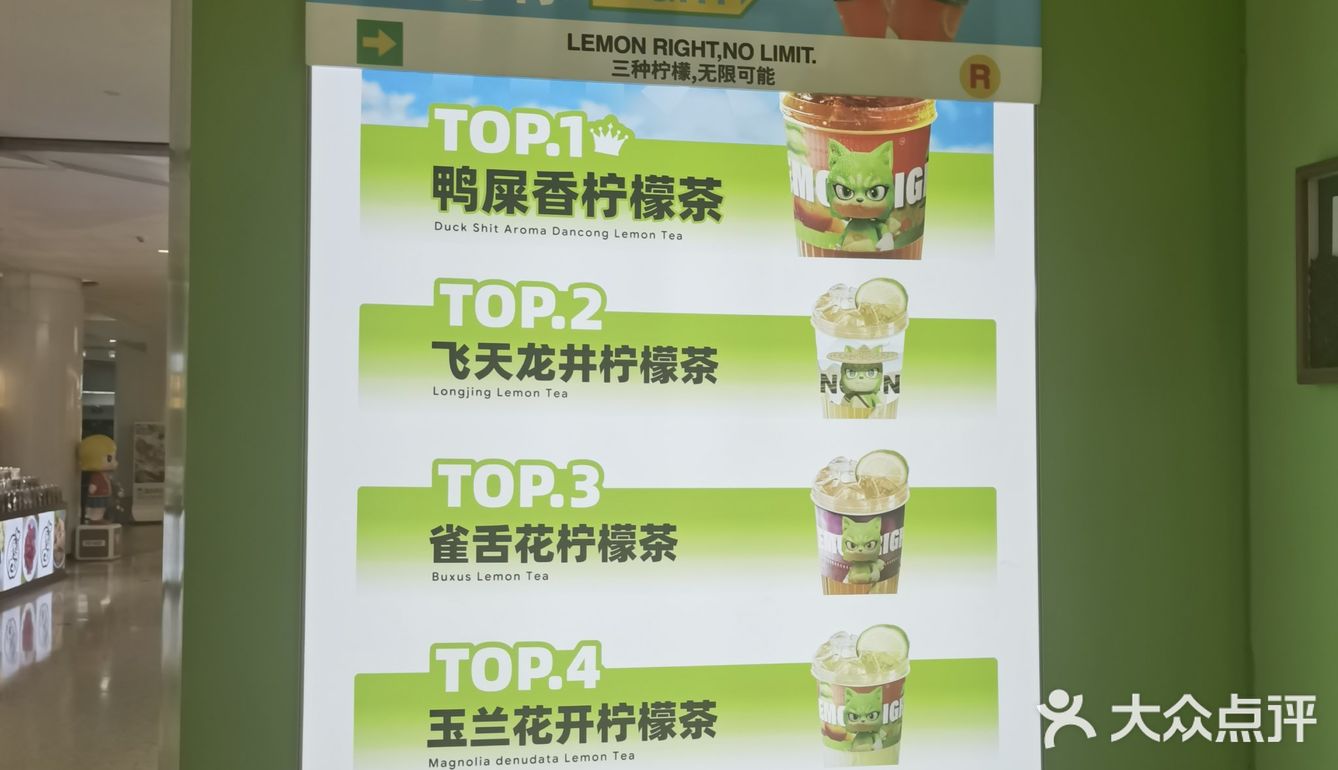 LEMON RIGHT,NO LIMIT.
三种柠檬,无限可能
R
TOP.1
鸭屎香柠檬茶
Duck Shit Aroma Dancong Lemon Tea
TOP.2
飞天龙井柠檬茶
Longjing Lemon Tea
TOP.3
雀舌花柠檬茶
Buxus Lemon Tea
TOP.4
玉兰花开柠檬茶
Magnolia denudata Lemon Tea
大众点评